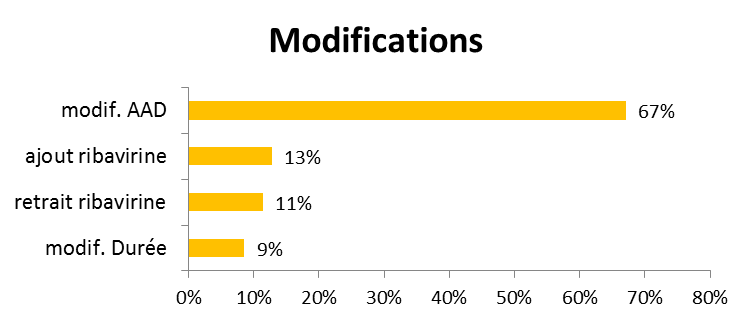 Modifications
modif. AAD 67%
ajout ribavirine 13%
retrait ribavirine 11%
modif. Durée 9%
0% 10% 20% 30% 40% 50% 60% 70% 80%